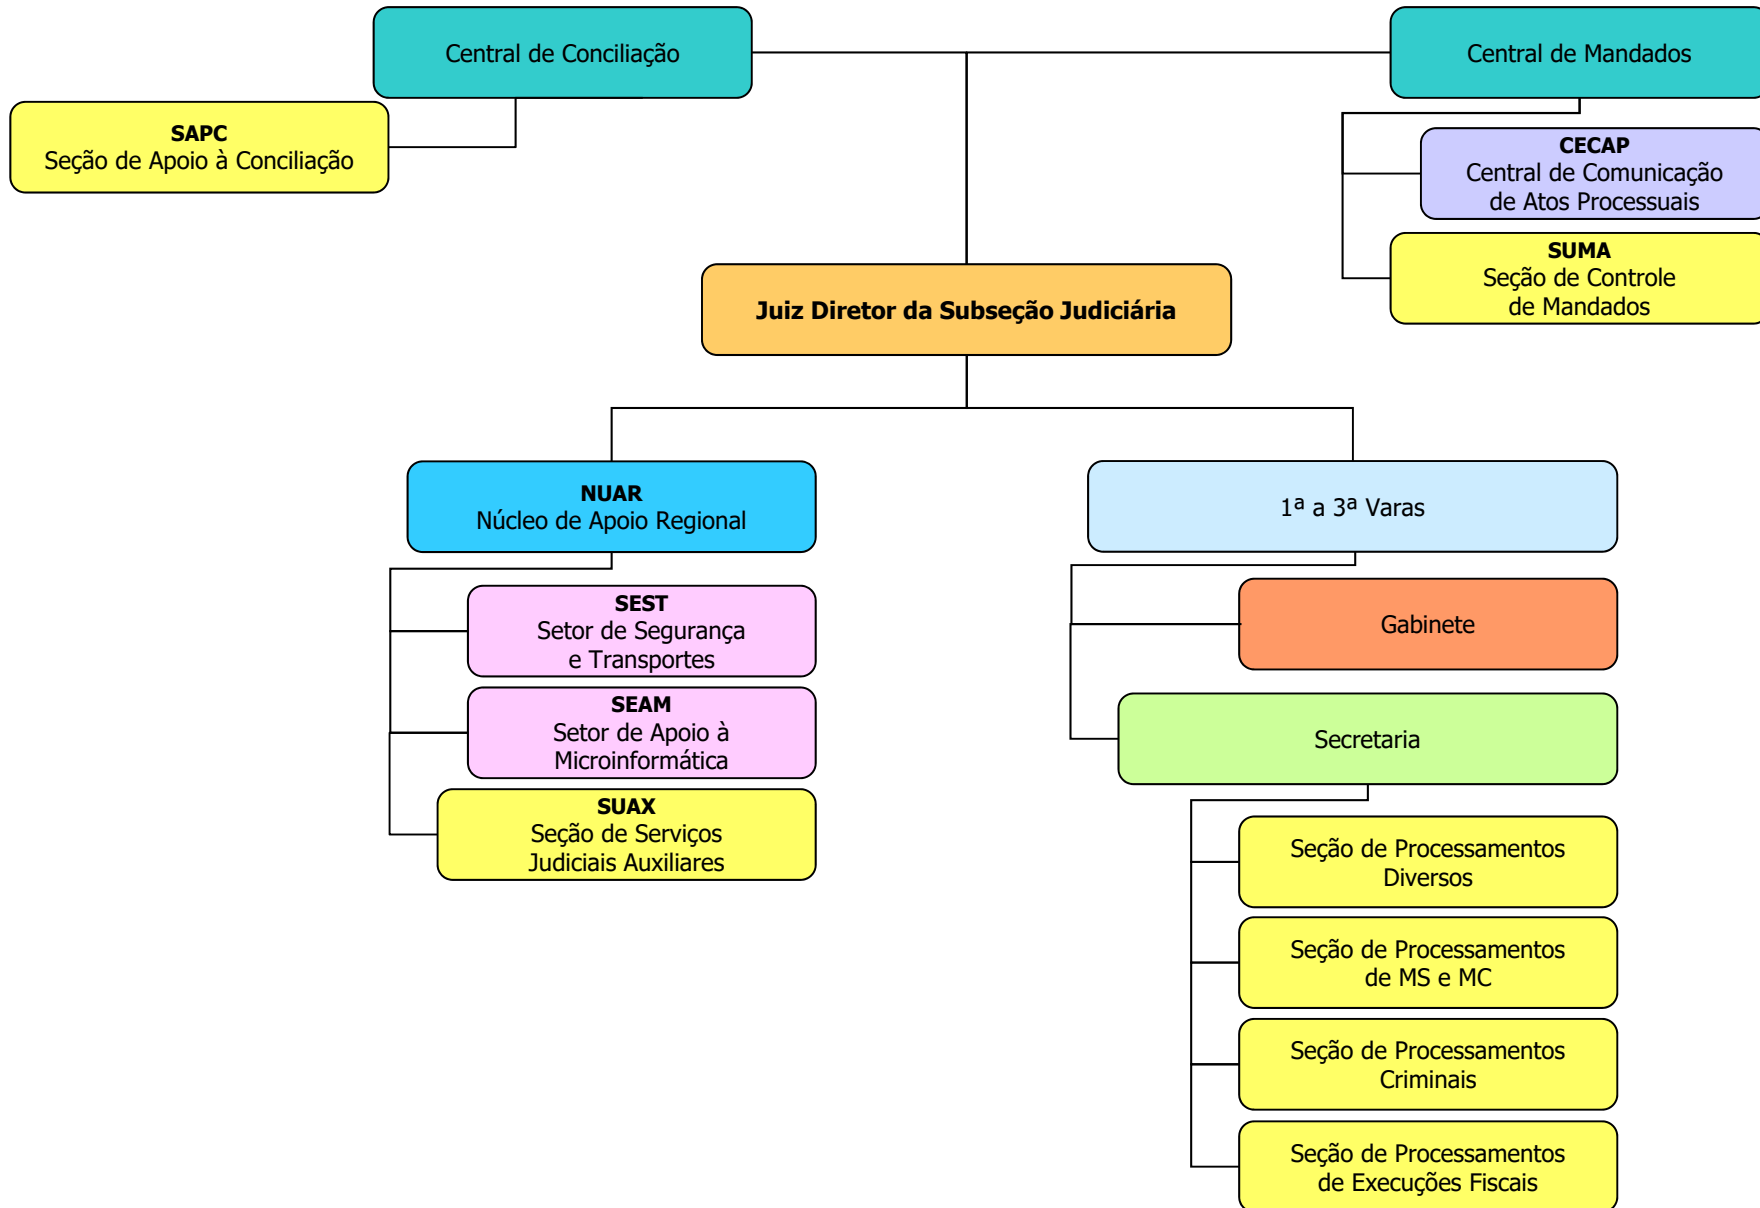 Central de Conciliação
Central de Mandados
SAPC
Seção de Apoio à Conciliação
CECAP
Central de Comunicação
de Atos Processuais
SUMA
Seção de Controle
de Mandados
Juiz Diretor da Subseção Judiciária
NUAR
Núcleo de Apoio Regional
SEST
Setor de Segurança
e Transportes
SEAM
Setor de Apoio à
Microinformática
SUAX
Seção de Serviços
Judiciais Auxiliares
1ª a 3ª Varas
Gabinete
Secretaria
Seção de Processamentos
Diversos
Seção de Processamentos
de MS e MC
Seção de Processamentos
Criminais
Seção de Processamentos
de Execuções Fiscais